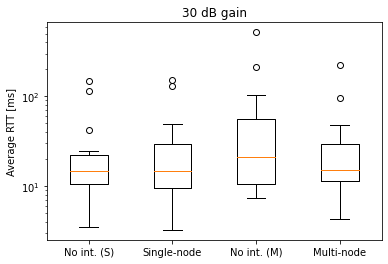 30 dB gain
Average RTT [ms]
10²
10¹
No int. (S) Single-node No int. (M) Multi-node